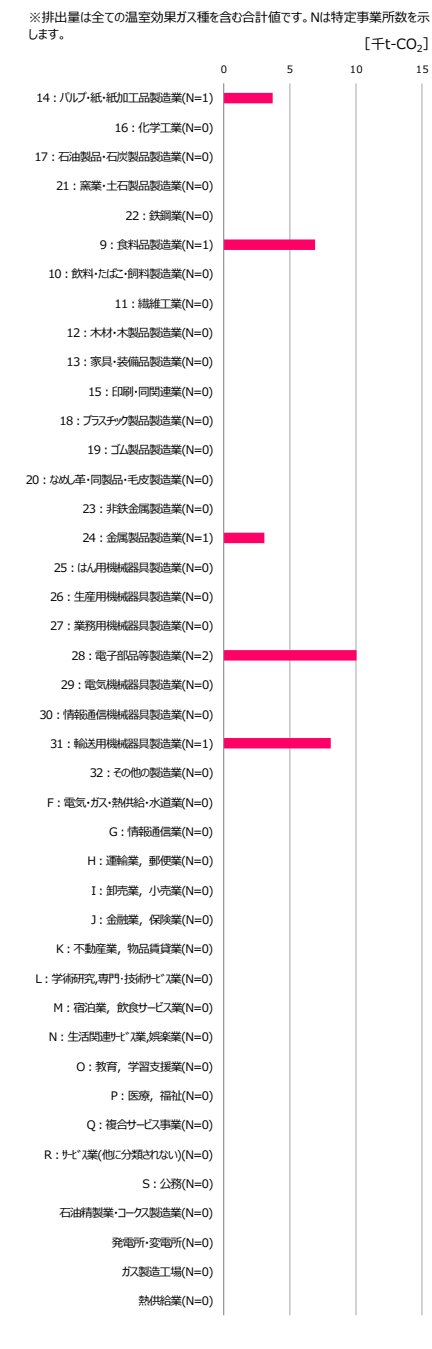 ※排出量は全ての温室効果ガス種を含む合計値です。Nは特定事業所数を示
します。
[千t-CO₂]
0 5 10 15
14：パルプ・紙・紙加工品製造業(N=1)
16：化学工業(N=0)
17：石油製品・石炭製品製造業(N=0)
21：窯業・土石製品製造業(N=0)
22：鉄鋼業(N=0)
9：食料品製造業(N=1)
10：飲料・たばこ・飼料製造業(N=0)
11：繊維工業(N=0)
12：木材・木製品製造業(N=0)
13：家具・装備品製造業(N=0)
15：印刷・同関連業(N=0)
18：プラスチック製品製造業(N=0)
19：ゴム製品製造業(N=0)
20：なめし革・同製品・毛皮製造業(N=0)
23：非鉄金属製造業(N=0)
24：金属製品製造業(N=1)
25：はん用機械器具製造業(N=0)
26：生産用機械器具製造業(N=0)
27：業務用機械器具製造業(N=0)
28：電子部品等製造業(N=2)
29：電気機械器具製造業(N=0)
30：情報通信機械器具製造業(N=0)
31：輸送用機械器具製造業(N=1)
32：その他の製造業(N=0)
F：電気・ガス・熱供給・水道業(N=0)
G：情報通信業(N=0)
H：運輸業，郵便業(N=0)
I：卸売業，小売業(N=0)
J：金融業，保険業(N=0)
K：不動産業，物品賃貸業(N=0)
L：学術研究,専門・技術ｻｰﾋﾞｽ業(N=0)
M：宿泊業，飲食サービス業(N=0)
N：生活関連ｻｰﾋﾞｽ業,娯楽業(N=0)
O：教育，学習支援業(N=0)
P：医療，福祉(N=0)
Q：複合サービス事業(N=0)
R：ｻｰﾋﾞｽ業(他に分類されない)(N=0)
S：公務(N=0)
石油精製業・コークス製造業(N=0)
発電所・変電所(N=0)
ガス製造工場(N=0)
熱供給業(N=0)